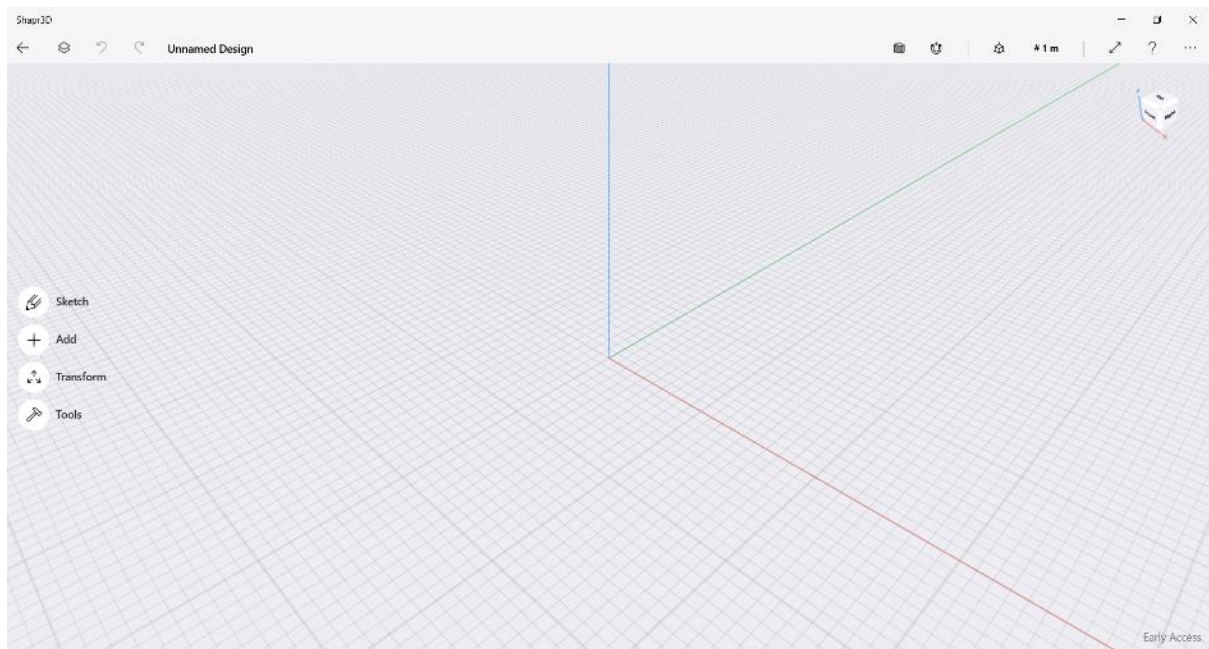 Shapr3D
Unnamed Design
# 1 m
Sketch
Add
Transform
Tools
Early Access